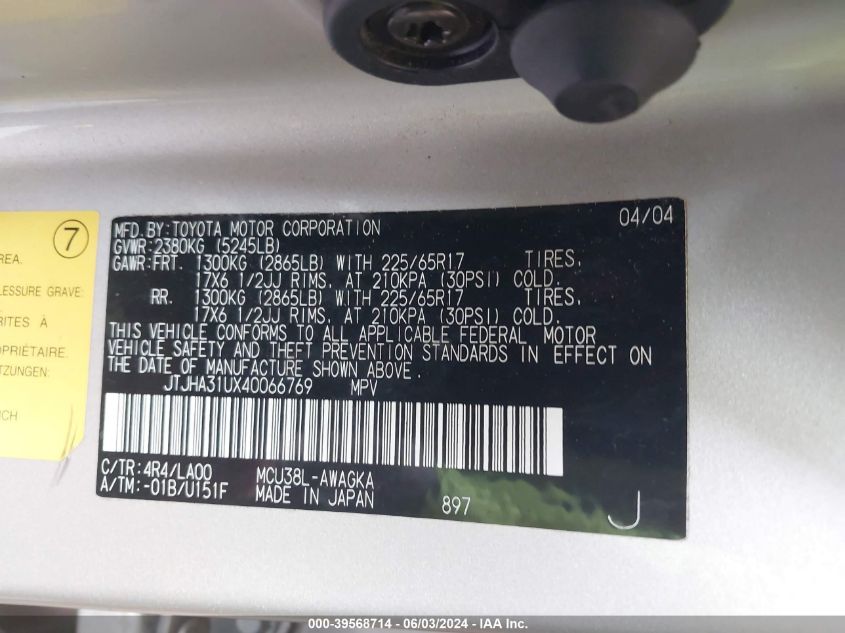 7
REA.
LESSURE GRAVE:
RITES À
OPRIÉTAIRE.
TZUNGEN
ICH
MFD.BY:TOYOTA MOTOR CORPORATION 04/04
GVWR:2380KG (5245LB)
GAWR:FRT. 1300KG (2865LB) WITH 225/65R17 TIRES,
17X6 1/2JJ RIMS, AT 210KPA (30PSI) COLD.
RR. 1300KG (2865LB) WITH 225/65R17 TIRES,
17X6 1/2JJ RIMS, AT 210KPA (30PSI) COLD.
THIS VEHICLE CONFORMS TO ALL APPLICABLE FEDERAL MOTOR
VEHICLE SAFETY AND THEFT PREVENTION STANDARDS IN EFFECT ON
THE DATE OF MANUFACTURE SHOWN ABOVE.
JTJHA31UX40066769 MPV
C/TR:4R4/LA00 MCU38L-AWAGKA
A/TM:-01B/U151F MADE IN JAPAN 897 J
000-39568714 - 06/03/2024 - IAA Inc.